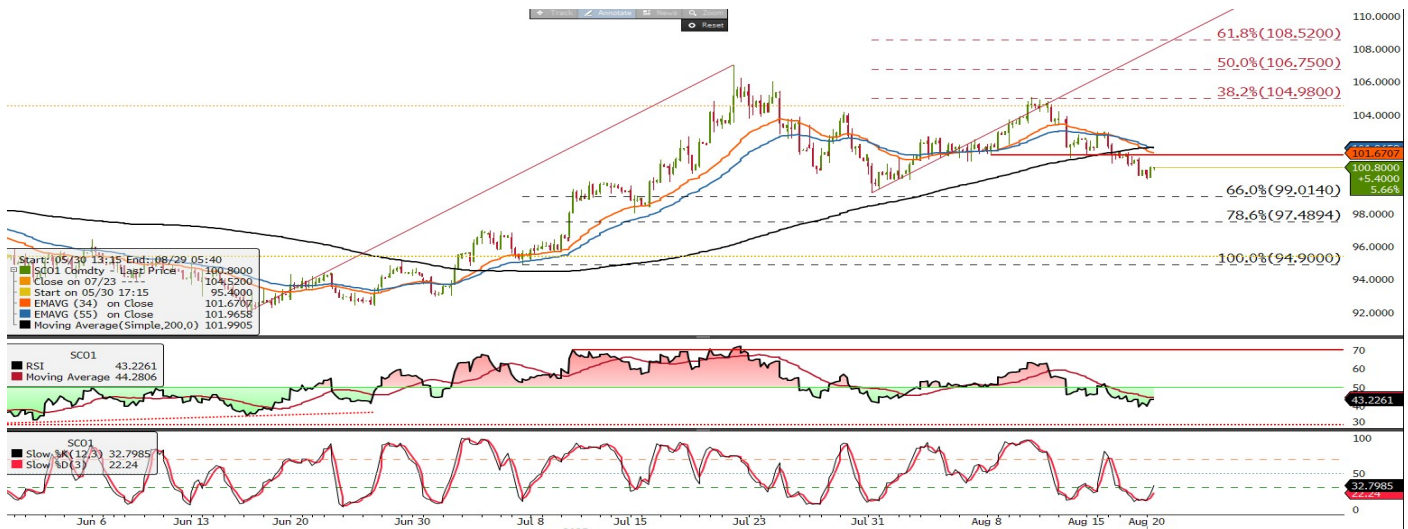 Track Annotate News Zoom
Reset
110.0000
61.8%(108.5200)
108.0000
50.0%(106.7500)
106.0000
38.2%(104.9800)
104.0000
101.6707
100.8000
+5.4000
5.66%
66.0%(99.0140)
98.0000
78.6%(97.4894)
96.0000
100.0%(94.9000)
94.0000
92.0000
Start: 05/30 13:15 End: 08/29 05:40
SCO1 Comdty - Last Price 100.8000
Close on 07/23 ---- 104.5200
Start on 05/30 17:15 95.4000
EMAVG (34) on Close 101.6707
EMAVG (55) on Close 101.9658
Moving Average(Simple,200,0) 101.9905
SCO1
RSI 43.2261
Moving Average 44.2806
70
60
50
43.2261
30
SCO1
Slow %K(12,3) 32.7985
Slow %D(3) 22.24
100
50
32.7985
22.24
0
Jun 6 Jun 13 Jun 20 Jun 30 Jul 8 Jul 15 Jul 23 Jul 31 Aug 8 Aug 15 Aug 20